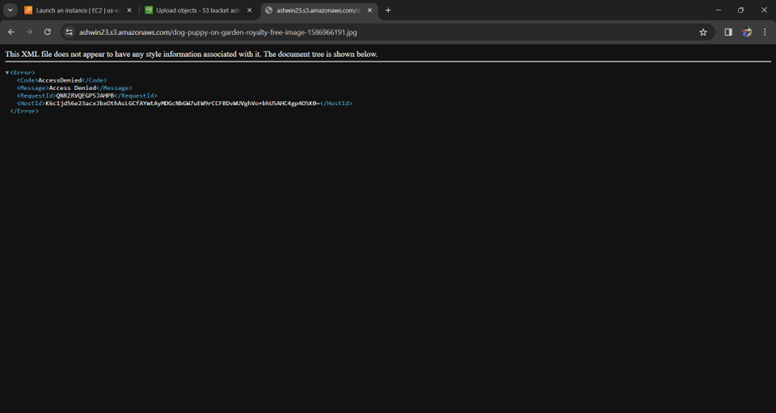 Launch an instance | EC2 | us-e
Upload objects - S3 bucket ash
ashwin23.s3.amazonaws.com/d
ashwin23.s3.amazonaws.com/dog-puppy-on-garden-royalty-free-image-1586966191.jpg
This XML file does not appear to have any style information associated with it. The document tree is shown below.
<Error>
<Code>AccessDenied</Code>
<Message>Access Denied</Message>
<RequestId>QNRZRVQEGP5JAHPB</RequestId>
<HostId>
</HostId>
</Error>